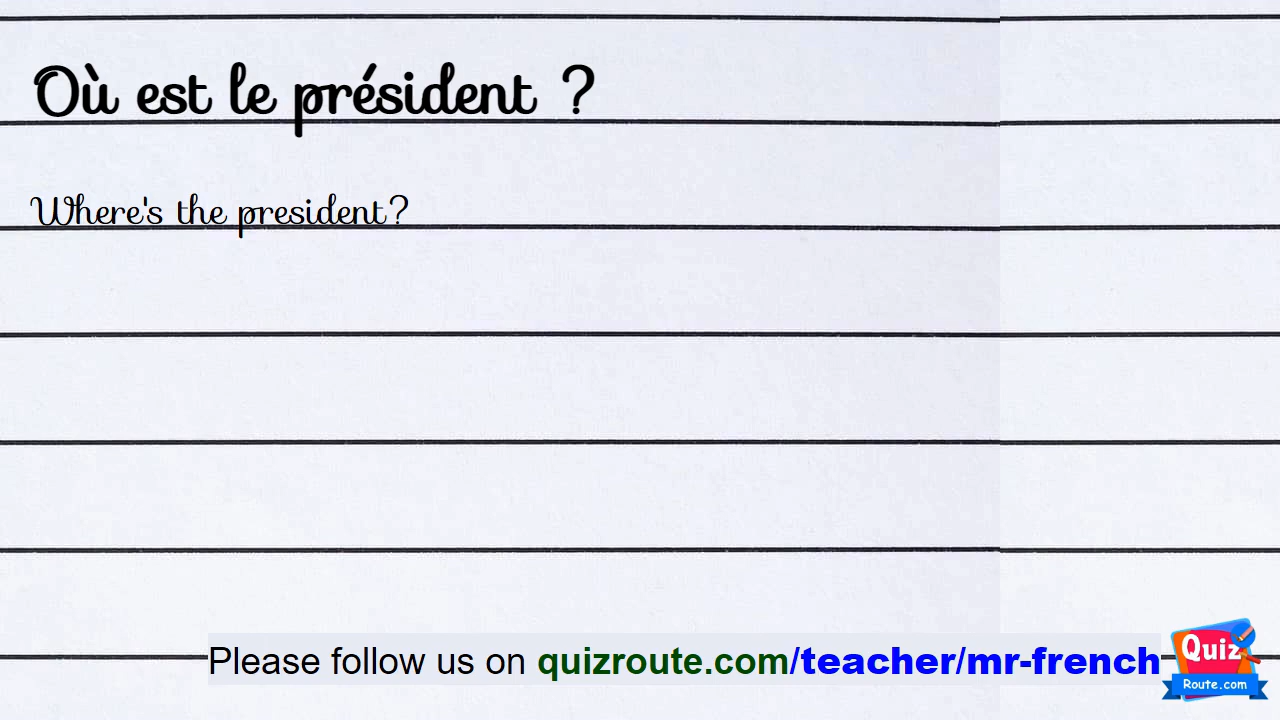 Où est le président ?
Where's the president?
Please follow us on quizroute.com/teacher/mr-french
Quiz
Route.com